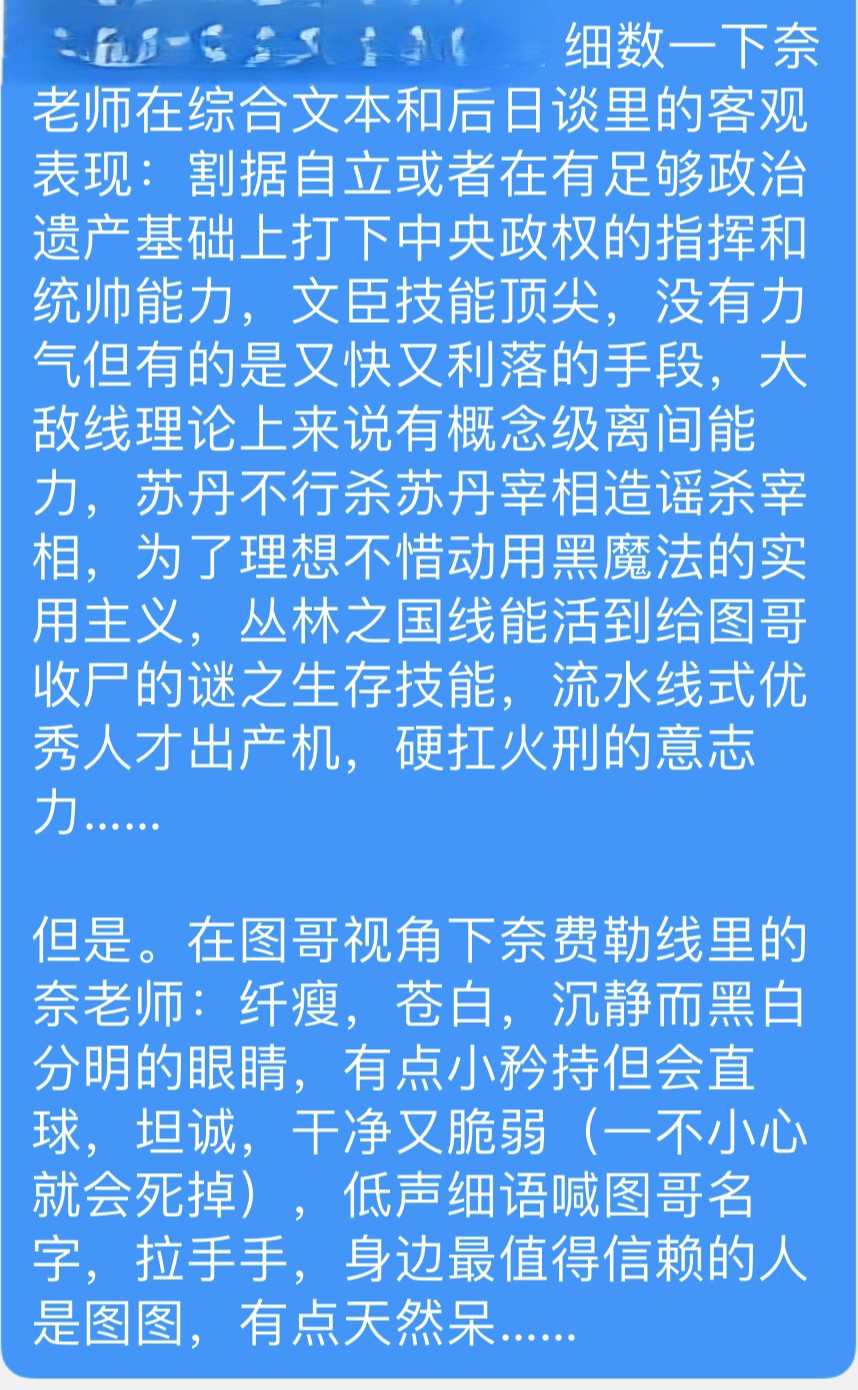 细数一下奈
老师在综合文本和后日谈里的客观
表现：割据自立或者在有足够政治
遗产基础上打下中央政权的指挥和
统帅能力，文臣技能顶尖，没有力
气但有的是又快又利落的手段，大
敌线理论上来说有概念级离间能
力，苏丹不行杀苏丹宰相造谣杀宰
相，为了理想不惜动用黑魔法的实
用主义，丛林之国线能活到给图哥
收尸的谜之生存技能，流水线式优
秀人才出产机，硬扛火刑的意志
力......

但是。在图哥视角下奈费勒线里的
奈老师：纤瘦，苍白，沉静而黑白
分明的眼睛，有点小矜持但会直
球，坦诚，干净又脆弱（一不小心
就会死掉），低声细语喊图哥名
字，拉手手，身边最值得信赖的人
是图图，有点天然呆......